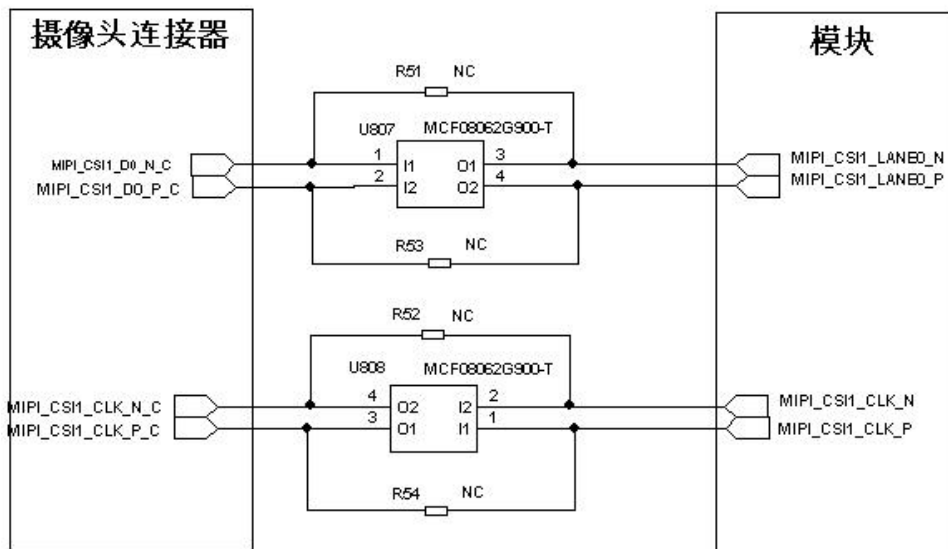 摄像头连接器
模块
R51 NC
U807 MCF08062G900-T
MIPI_CSI1_D0_N_C
1 I1 O1 3
MIPI_CSI1_LANE0_N
MIPI_CSI1_D0_P_C
2 I2 O2 4
MIPI_CSI1_LANE0_P
R53 NC
R52 NC
U808 MCF08062G900-T
MIPI_CSI1_CLK_N_C
4 O2 I2 2
MIPI_CSI1_CLK_N
MIPI_CSI1_CLK_P_C
3 O1 I1 1
MIPI_CSI1_CLK_P
R54 NC